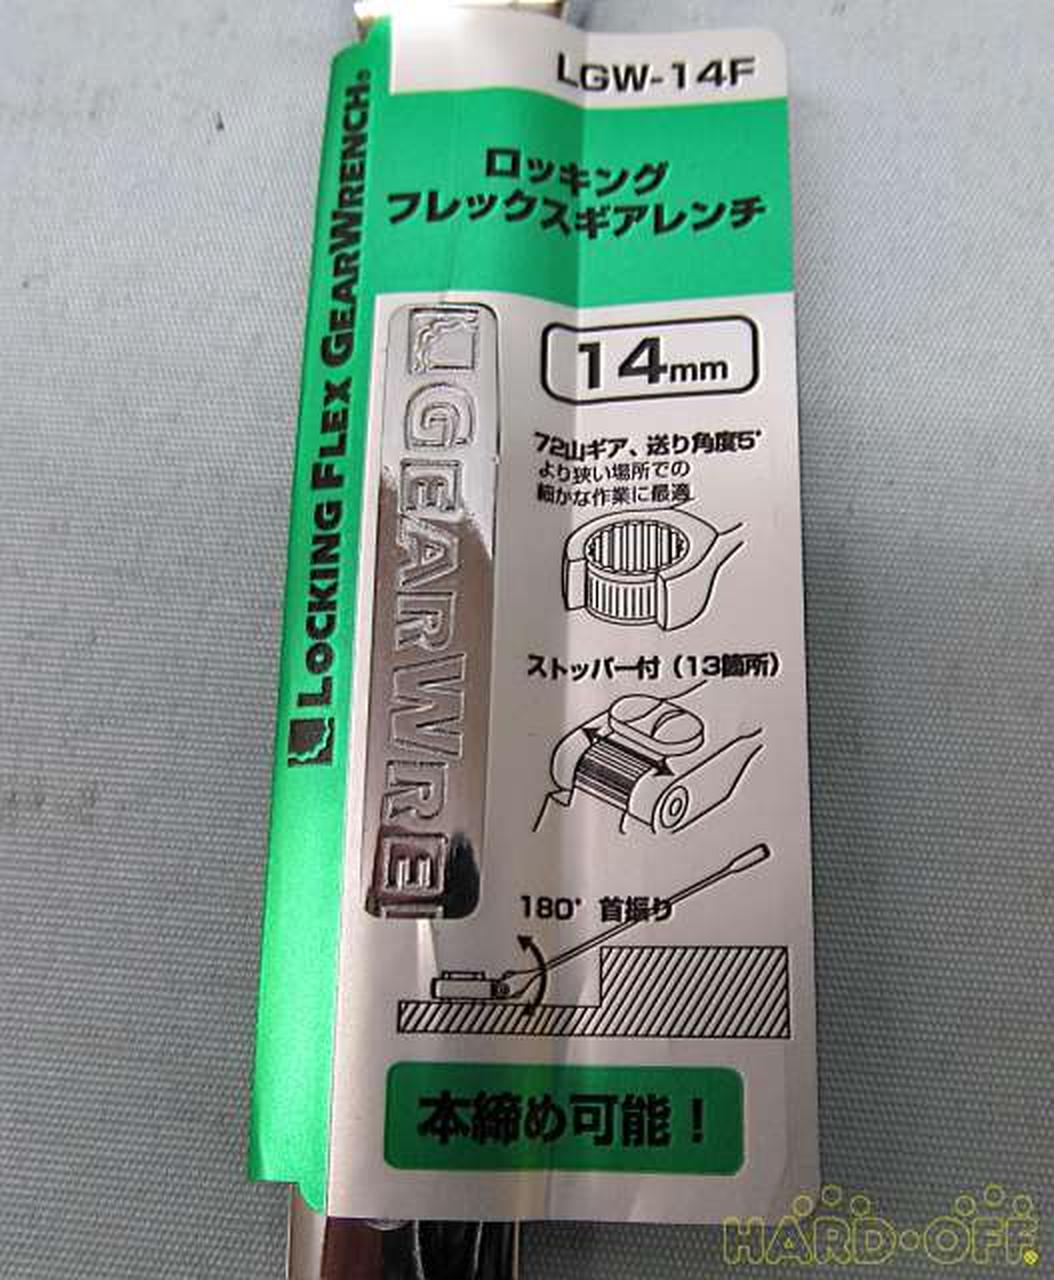 LGW-14F
ロッキング
フレックスギアレンチ
LOCKING FLEX GEARWRENCH®
GEARWRE
14mm
72山ギア、送り角度5°
より狭い場所での
細かな作業に最適
ストッパー付（13箇所）
180°首振り
本締め可能！
HARD・OFF